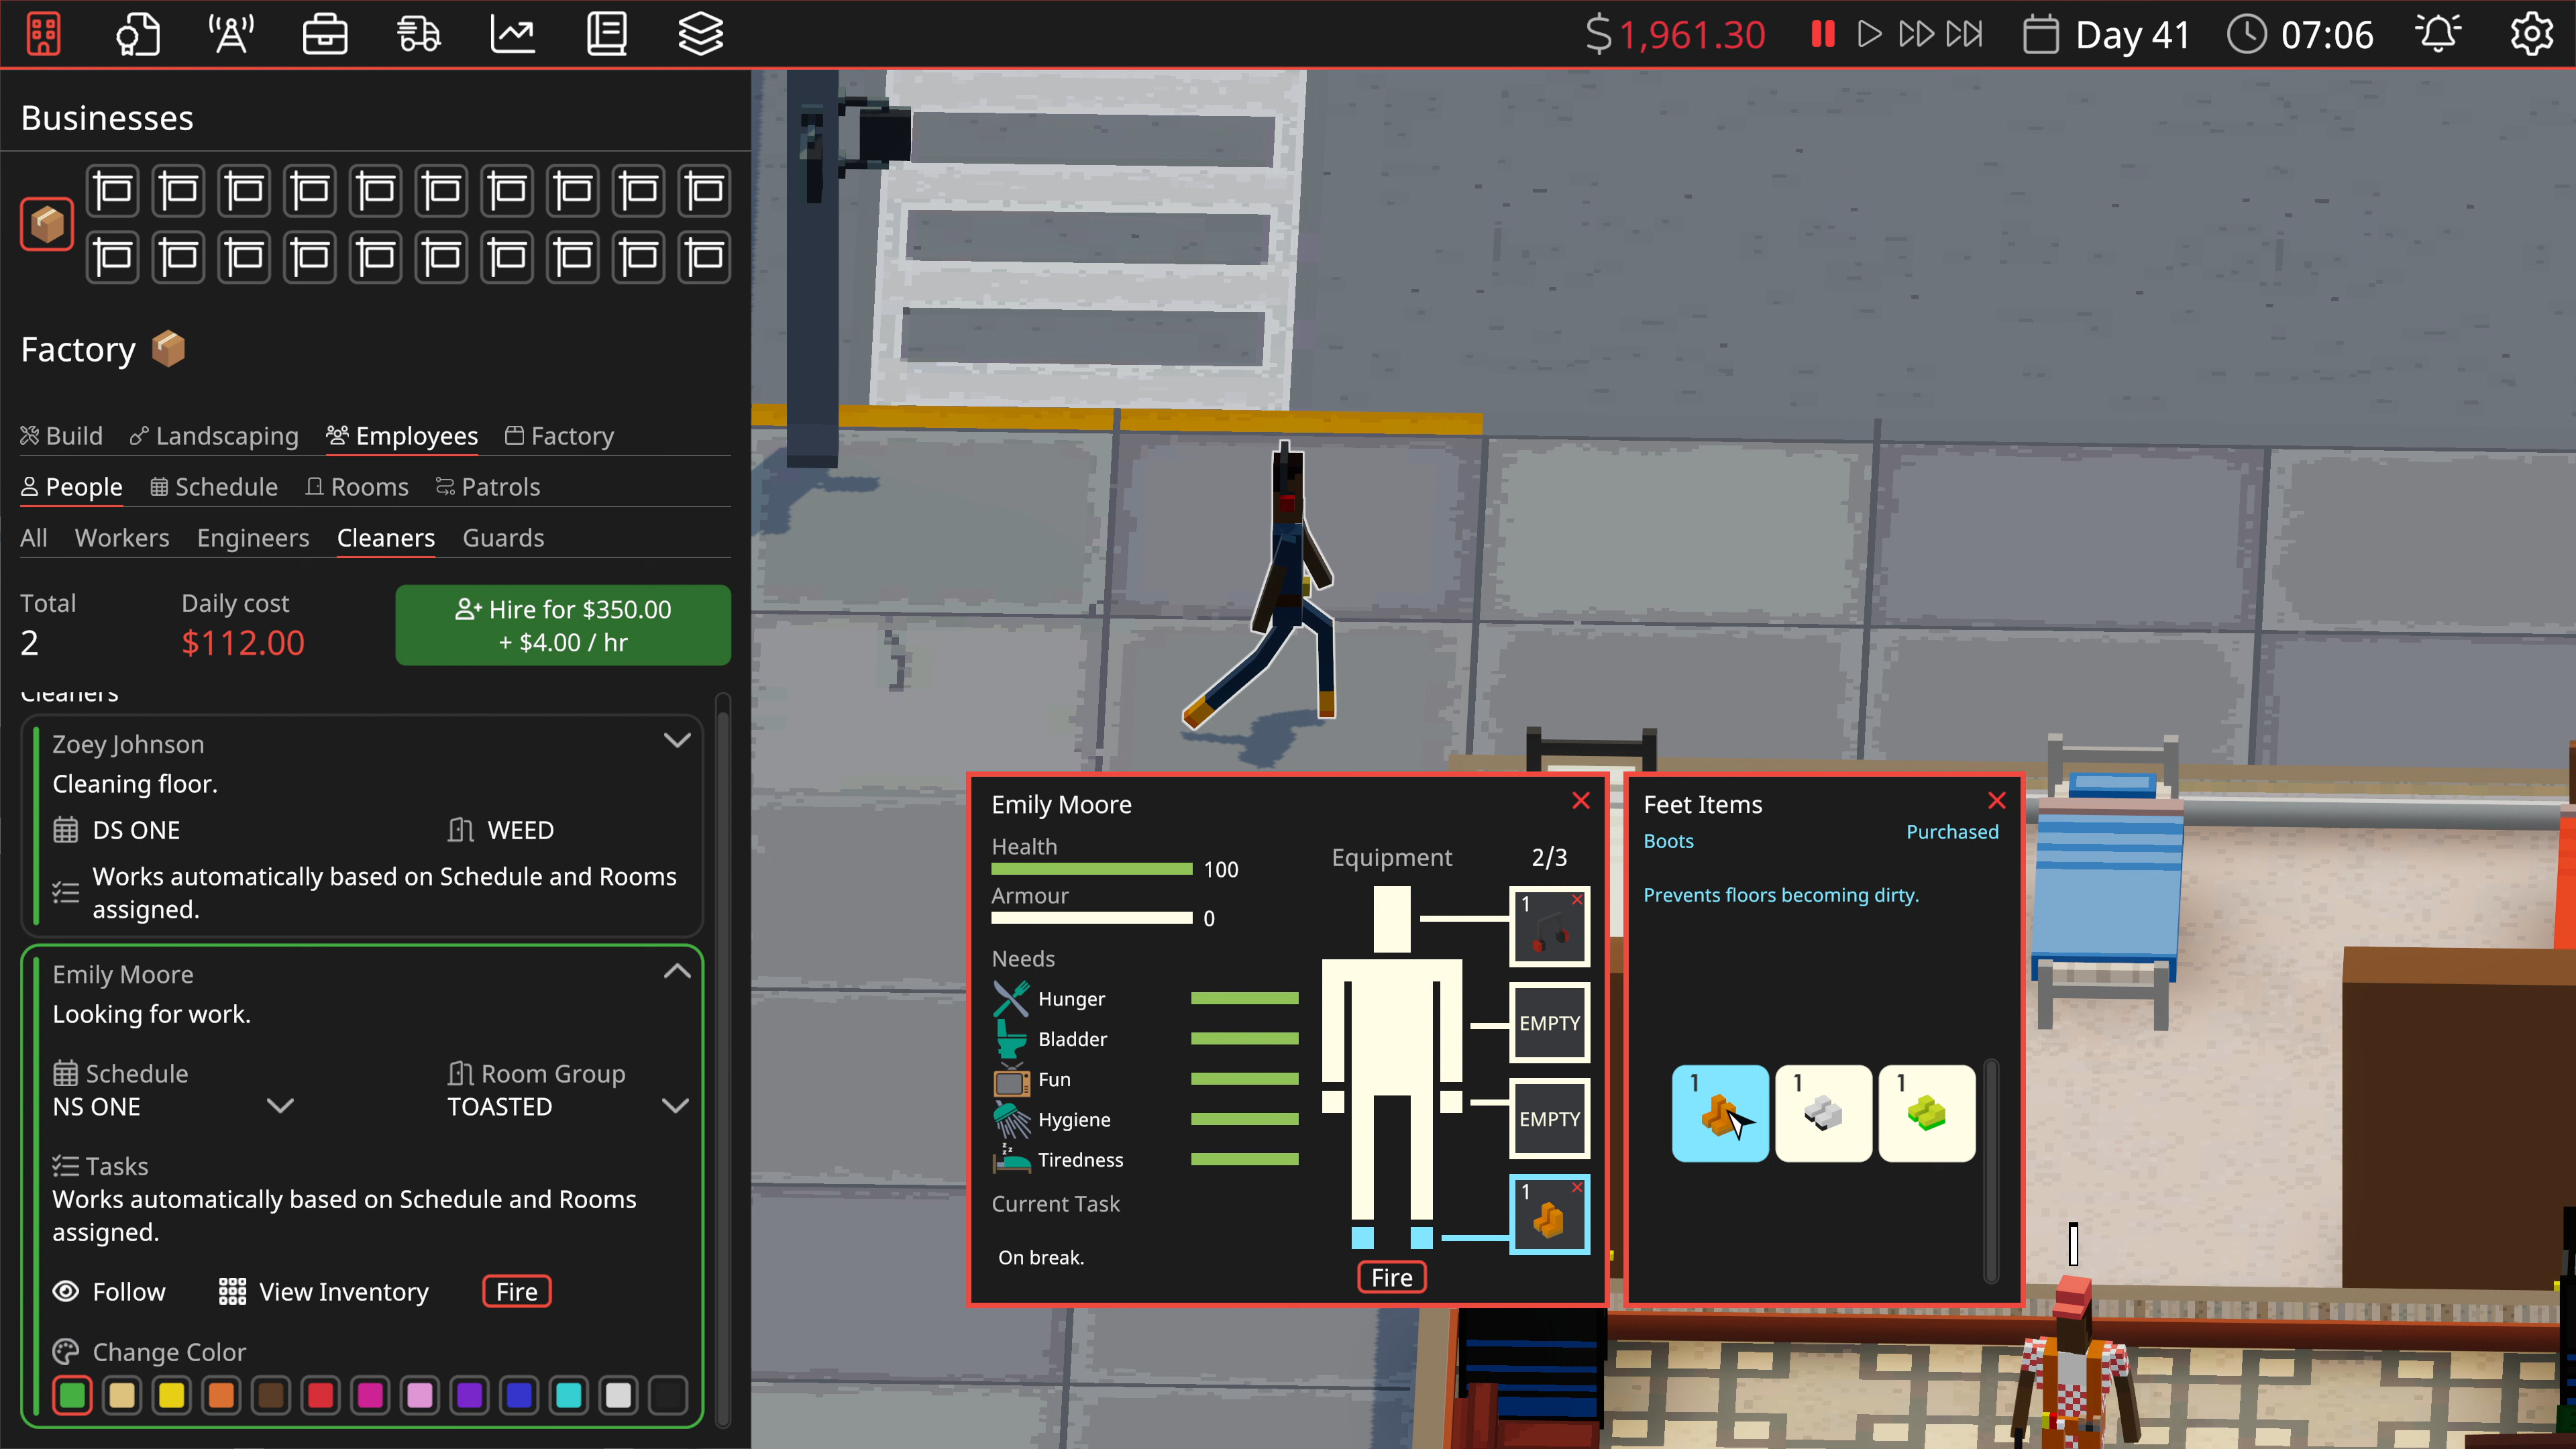 $ 1,961.30
Day 41
07:06
Businesses
Factory
Build Landscaping Employees Factory
People Schedule Rooms Patrols
All Workers Engineers Cleaners Guards
Total
2
Daily cost
$112.00
Hire for $350.00
+ $4.00 / hr
Cleaners
Zoey Johnson
Cleaning floor.
DS ONE WEED
Works automatically based on Schedule and Rooms
assigned.
Emily Moore
Looking for work.
Schedule Room Group
NS ONE TOASTED
Tasks
Works automatically based on Schedule and Rooms
assigned.
Follow View Inventory Fire
Change Color
Emily Moore
Health
100
Armour
0
Needs
Hunger
Bladder
Fun
Hygiene
Tiredness
Current Task
On break.
Equipment 2/3
1
EMPTY
EMPTY
1
Fire
Feet Items
Purchased
Boots
Prevents floors becoming dirty.
1 1 1